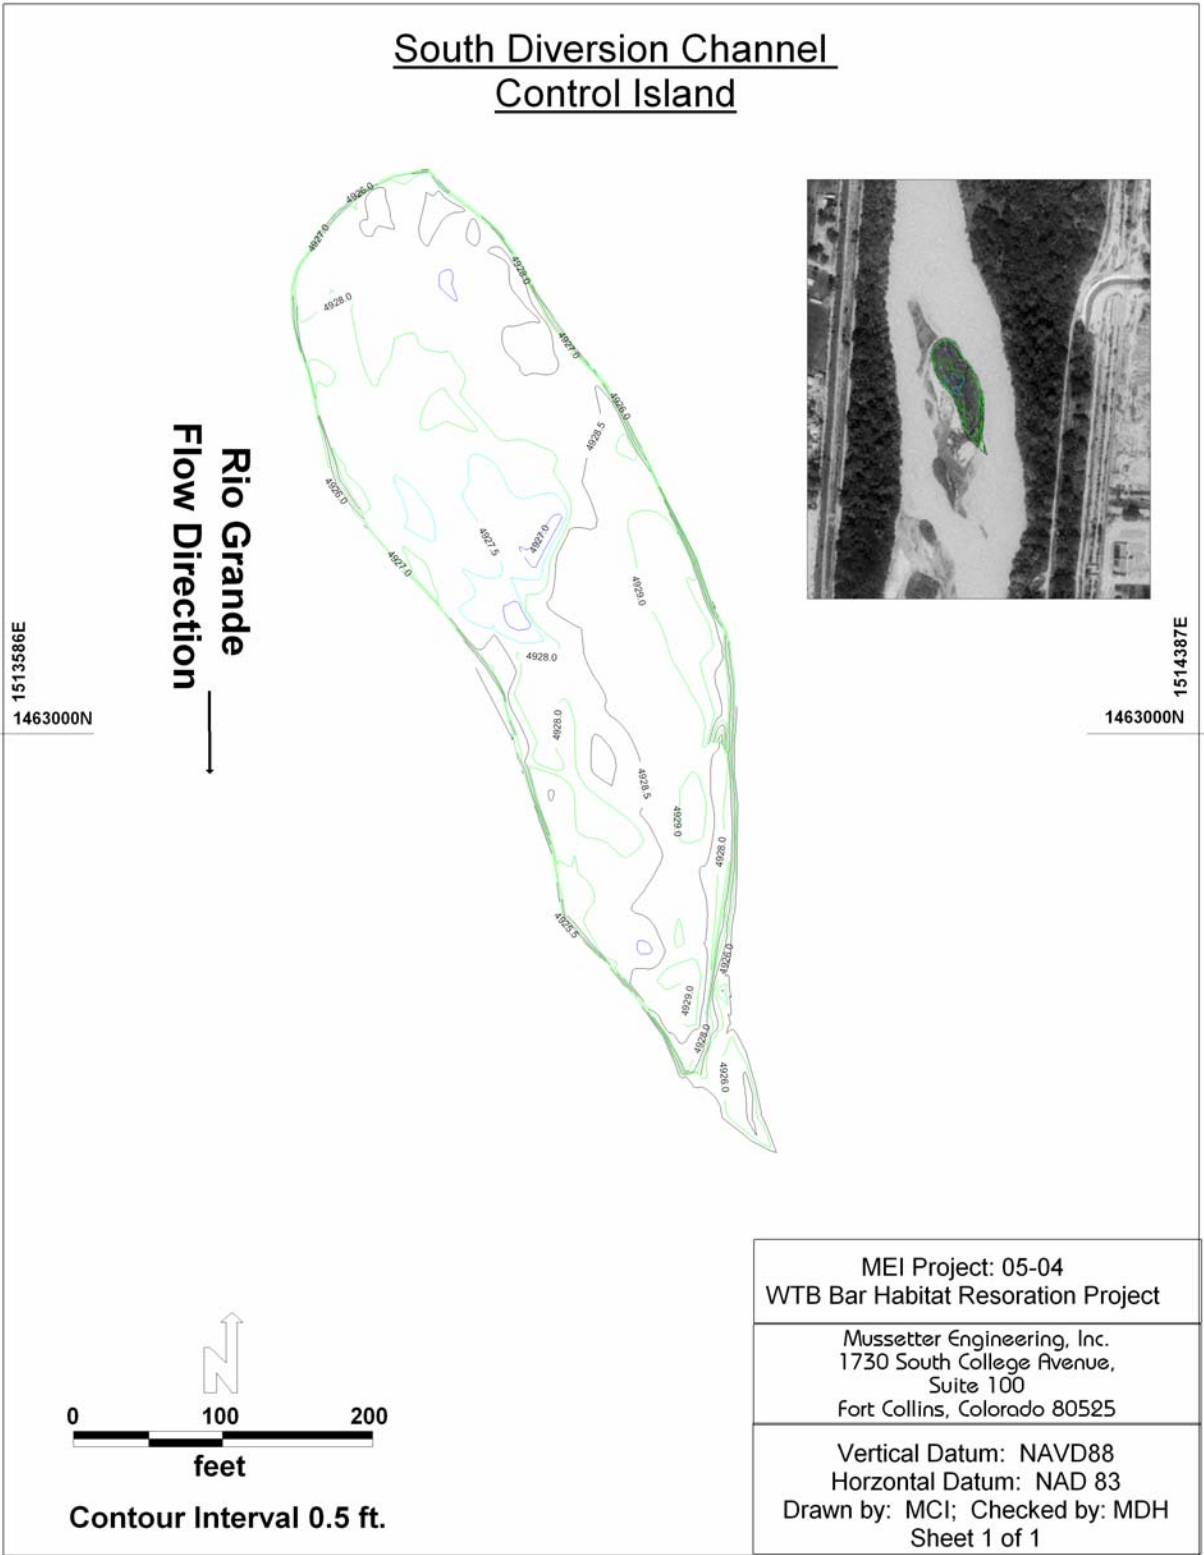 South Diversion Channel
Control Island
4926.0
4927.0
4928.0
4928.0
4927.0
4926.0
4928.5
4926.0
4927.5
4927.0
4927.0
4929.0
4928.0
Rio Grande
Flow Direction
1513586E
1463000N
1514387E
1463000N
4928.0
4928.5
4929.0
4928.0
4925.5
4926.0
4929.0
4928.0
4926.0
N
0 100 200
feet
Contour Interval 0.5 ft.
MEI Project: 05-04
WTB Bar Habitat Resoration Project
Mussetter Engineering, Inc.
1730 South College Avenue,
Suite 100
Fort Collins, Colorado 80525
Vertical Datum: NAVD88
Horzontal Datum: NAD 83
Drawn by: MCI; Checked by: MDH
Sheet 1 of 1